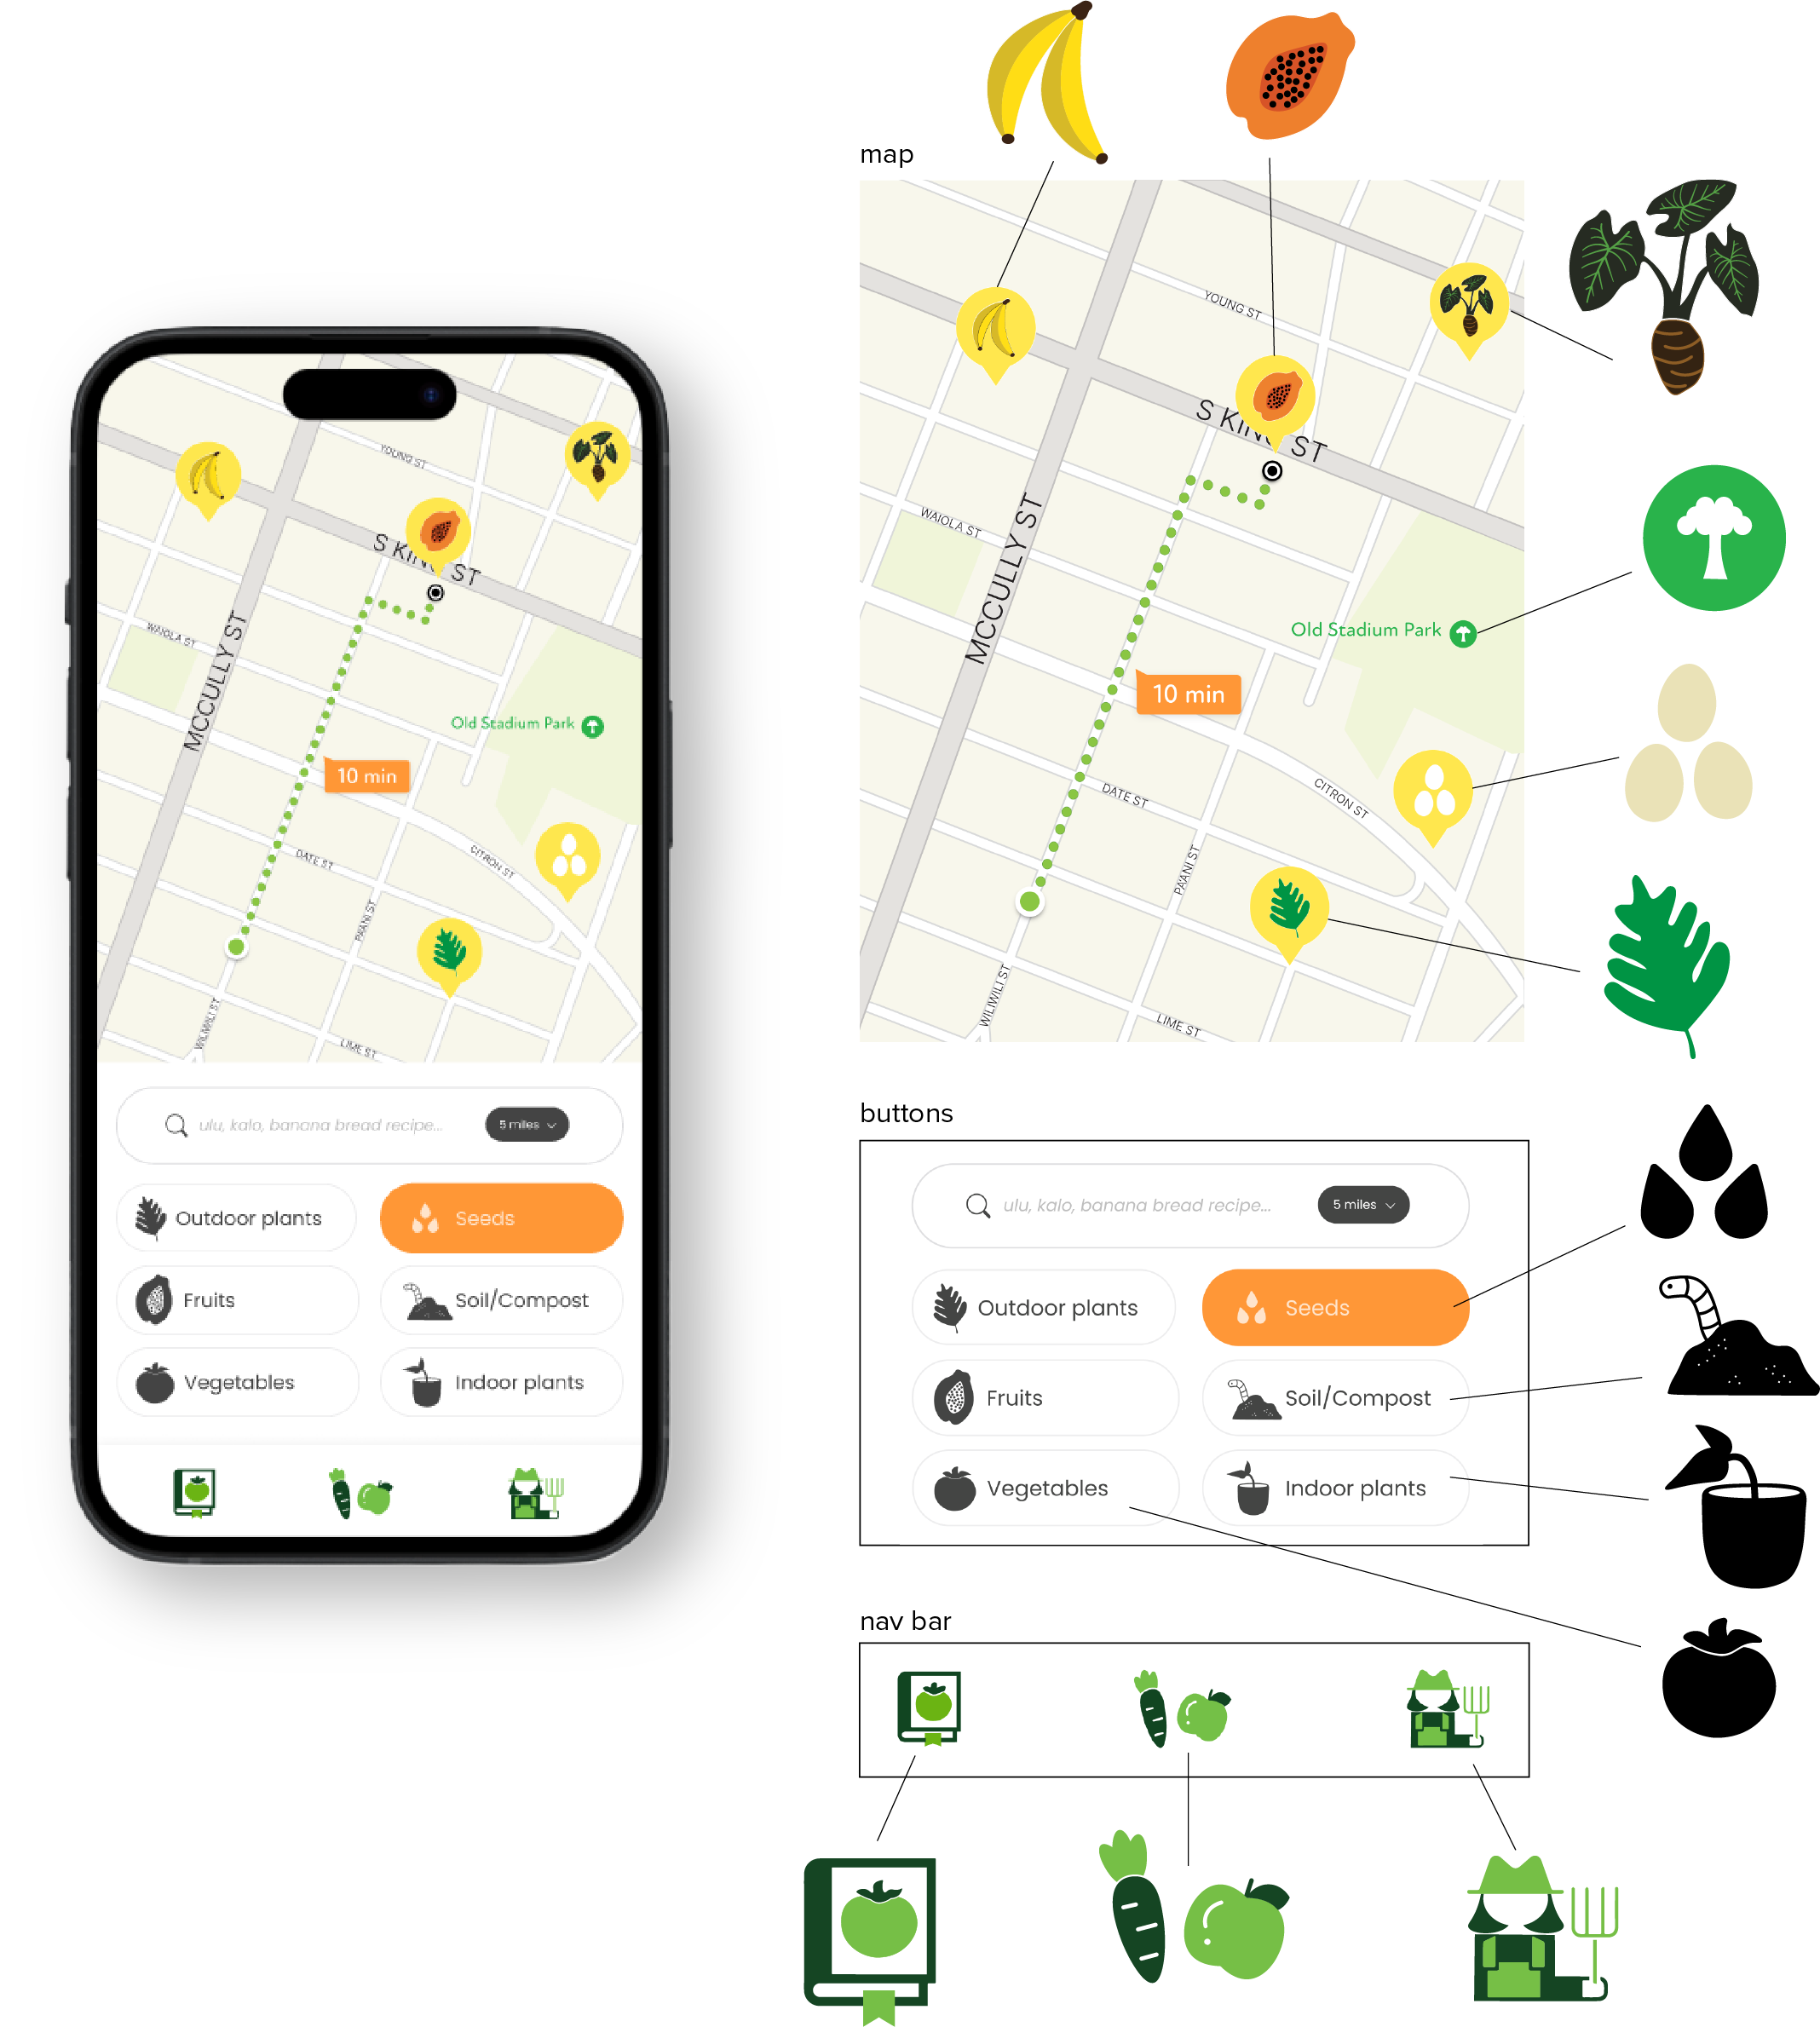 YOUNG ST
S KING ST
WAIOLA ST
MCCULLY ST
Old Stadium Park
10 min
DATE ST
CITRON ST
PA'ANI ST
WILIWILI ST
LIME ST
ulu, kalo, banana bread recipe...
5 miles
Outdoor plants
Seeds
Fruits
Soil/Compost
Vegetables
Indoor plants
map
YOUNG ST
S KING ST
WAIOLA ST
MCCULLY ST
Old Stadium Park
10 min
DATE ST
CITRON ST
PA'ANI ST
WILIWILI ST
LIME ST
buttons
ulu, kalo, banana bread recipe...
5 miles
Outdoor plants
Seeds
Fruits
Soil/Compost
Vegetables
Indoor plants
nav bar